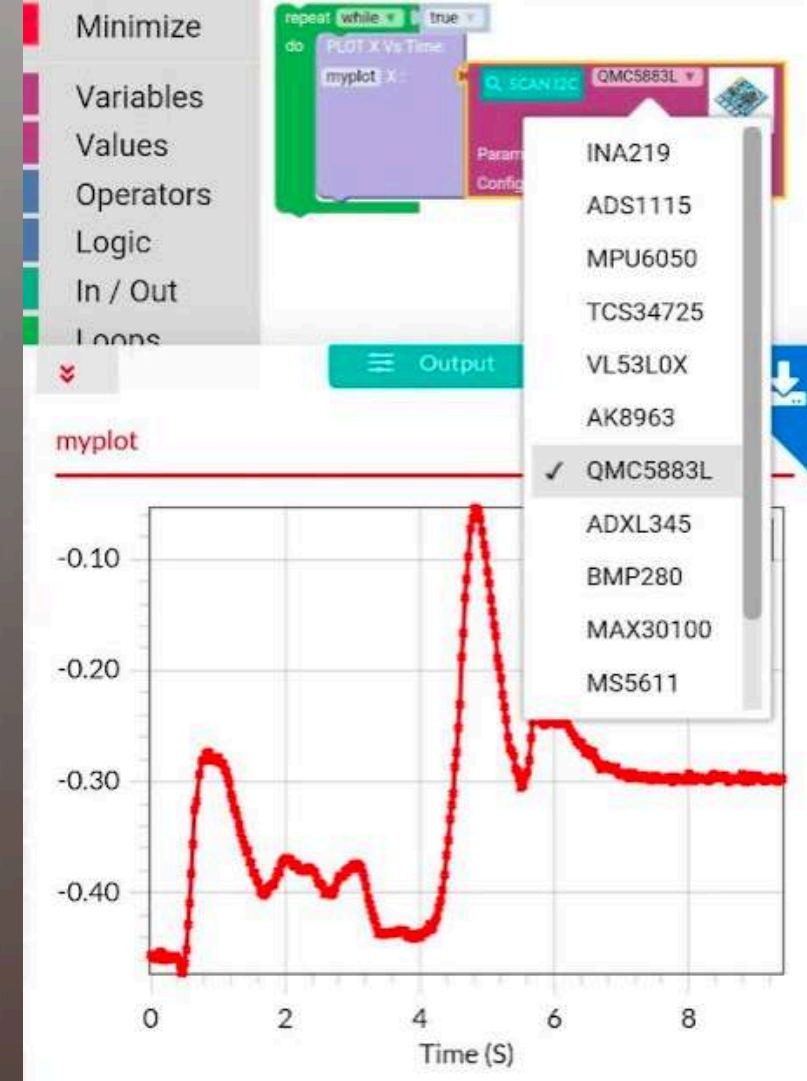 Minimize
Variables
Values
Operators
Logic
In / Out
Loops
repeat while true
do PLOT X Vs Time:
myplot X :
SCAN I2C QMC5883L
Param
Config
INA219
ADS1115
MPU6050
TCS34725
VL53L0X
AK8963
✓ QMC5883L
ADXL345
BMP280
MAX30100
MS5611
Output
myplot
-0.10
-0.20
-0.30
-0.40
0 2 4 6 8
Time (S)